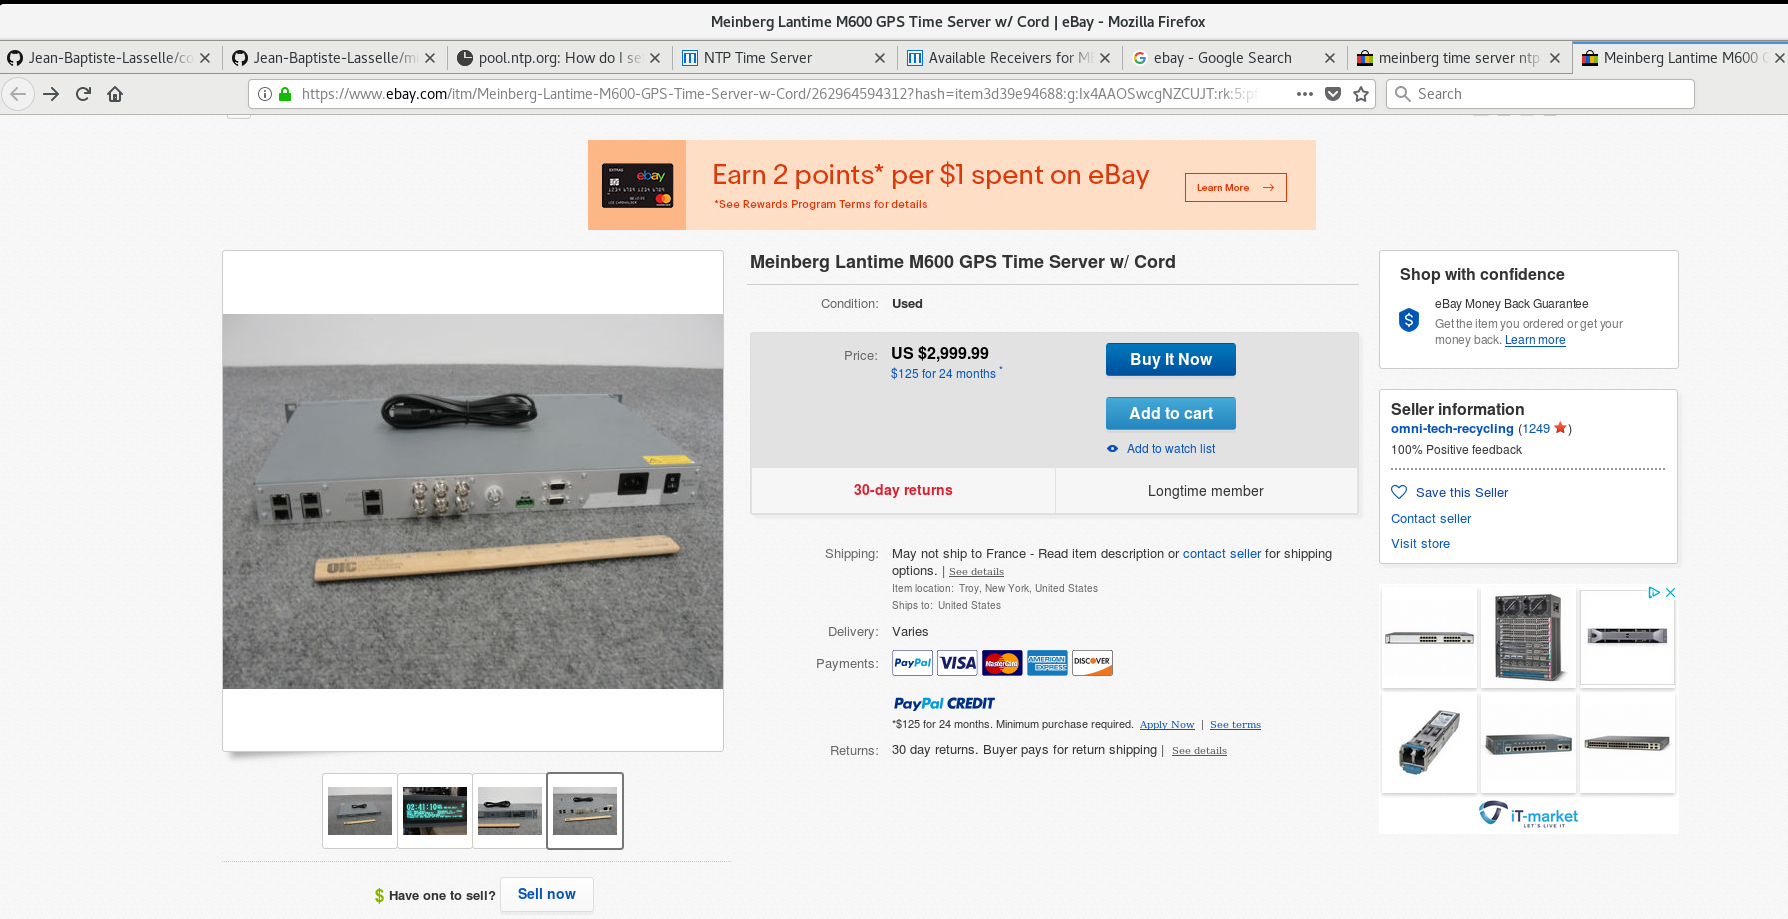 Meinberg Lantime M600 GPS Time Server w/ Cord | eBay - Mozilla Firefox
Jean-Baptiste-Lasselle/co
Jean-Baptiste-Lasselle/m
pool.ntp.org: How do I se
NTP Time Server
Available Receivers for M
ebay - Google Search
meinberg time server ntp
Meinberg Lantime M600 G
https://www.ebay.com/itm/Meinberg-Lantime-M600-GPS-Time-Server-w-Cord/262964594312?hash=item3d39e94688:g:Ix4AAOSwcgNZCUJT:rk:5:pf
Search
ebay
Earn 2 points* per $1 spent on eBay
*See Rewards Program Terms for details
Learn More
Meinberg Lantime M600 GPS Time Server w/ Cord
Condition: Used
Price: US $2,999.99
$125 for 24 months *
Buy It Now
Add to cart
Add to watch list
30-day returns
Longtime member
Shipping: May not ship to France - Read item description or contact seller for shipping
options. | See details
Item location: Troy, New York, United States
Ships to: United States
Delivery: Varies
Payments: PayPal VISA MasterCard AMERICAN EXPRESS DISCOVER
PayPal CREDIT
*$125 for 24 months. Minimum purchase required. Apply Now | See terms
Returns: 30 day returns. Buyer pays for return shipping | See details
Shop with confidence
eBay Money Back Guarantee
Get the item you ordered or get your
money back. Learn more
Seller information
omni-tech-recycling (1249 )
100% Positive feedback
Save this Seller
Contact seller
Visit store
iT-market
LET'S LIVE IT
OIC
02:41:10
$ Have one to sell? Sell now